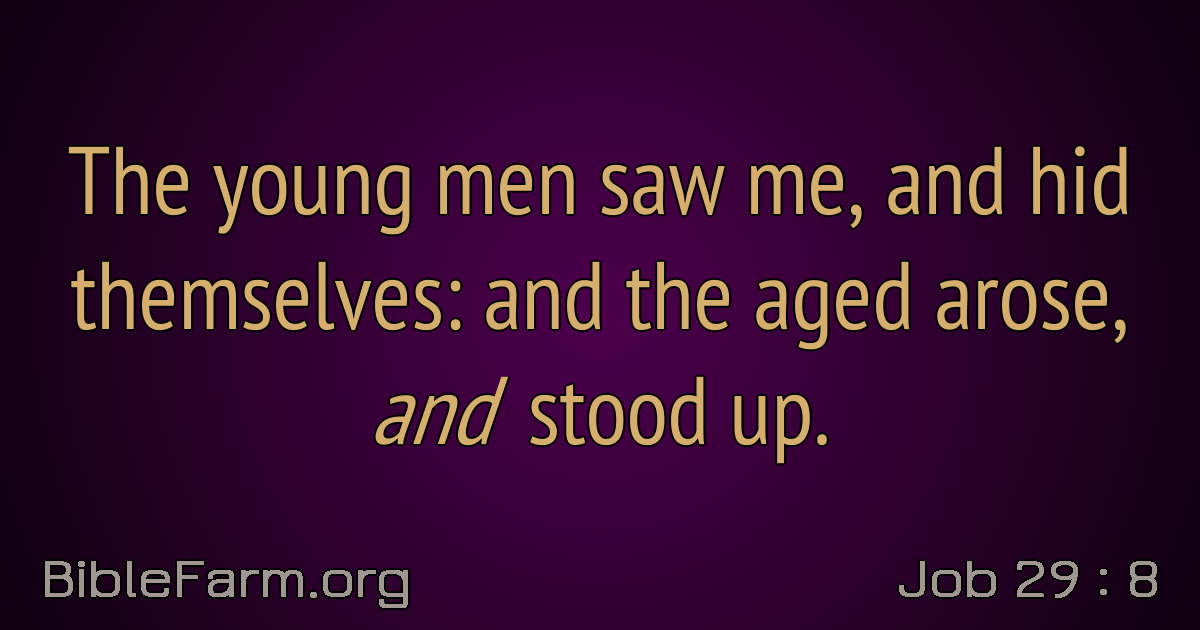 The young men saw me, and hid
themselves: and the aged arose,
and stood up.
BibleFarm.org
Job 29 : 8